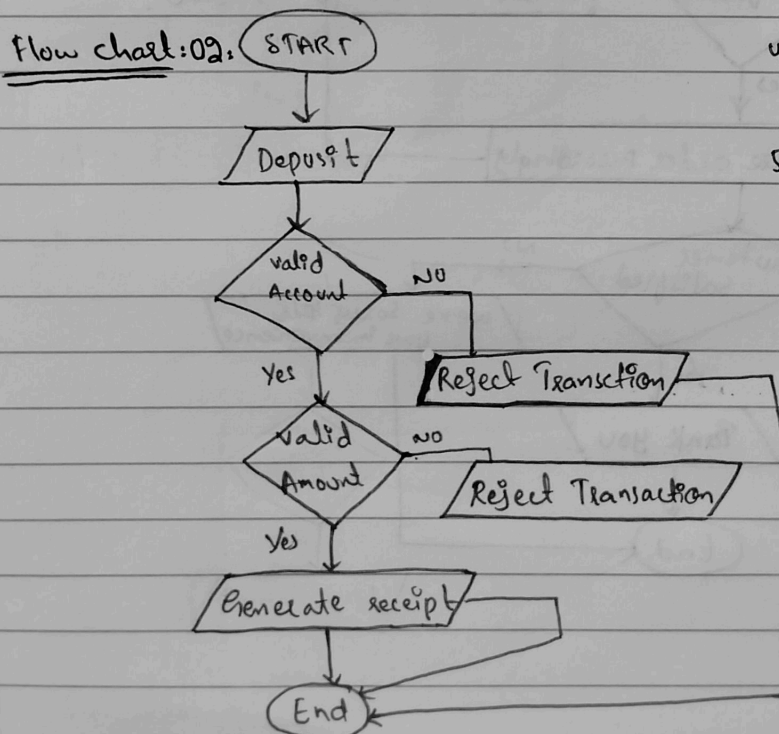 Flow chart:02.
START
Deposit
valid
Account
NO
Yes
Reject Transction
valid
Amount
NO
Reject Transaction
Yes
Generate receipt
End